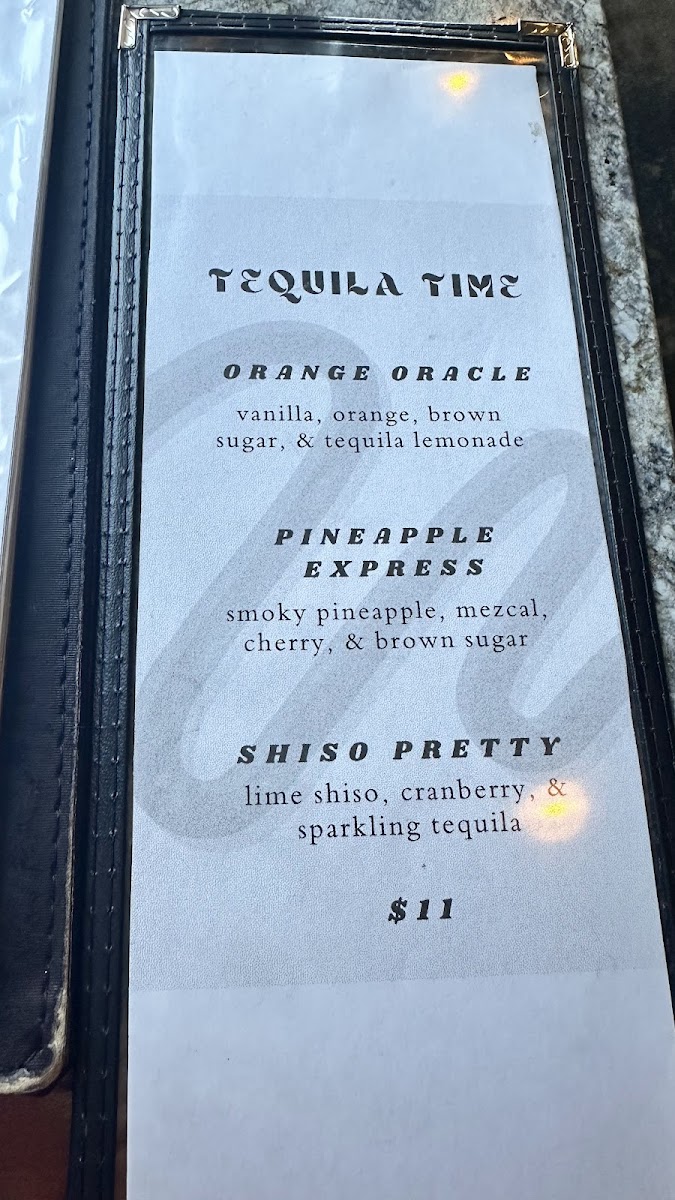 TEQUILA TIME
ORANGE ORACLE
vanilla, orange, brown
sugar, & tequila lemonade
PINEAPPLE
EXPRESS
smoky pineapple, mezcal,
cherry, & brown sugar
SHISO PRETTY
lime shiso, cranberry, &
sparkling tequila
$11